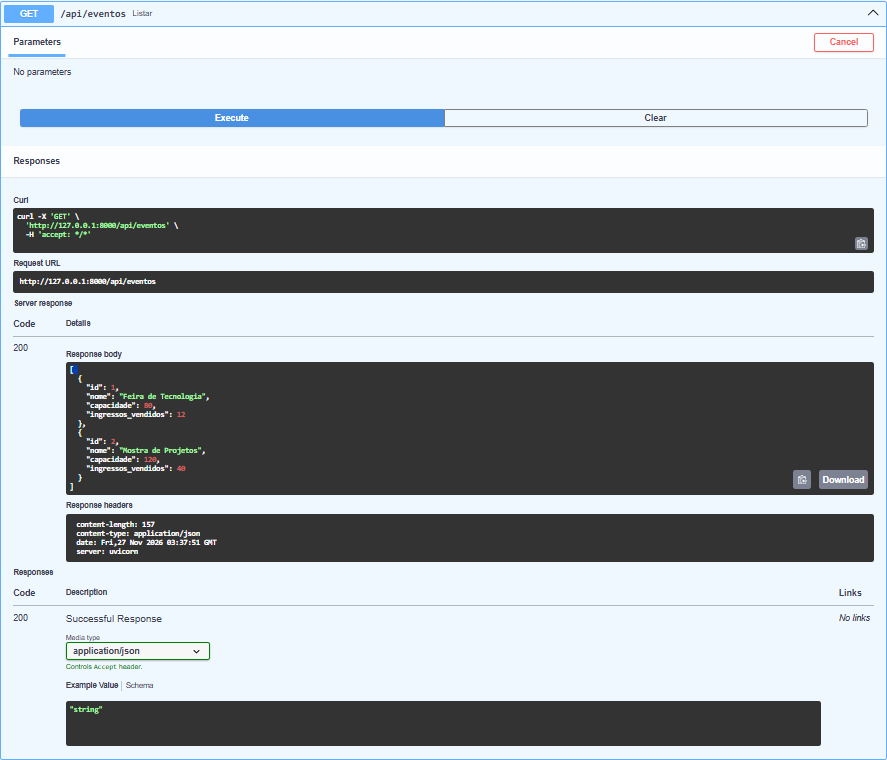 GET /api/eventos Listar
Parameters
Cancel
No parameters
Execute
Clear
Responses
Curl
curl -X 'GET' \
  'http://127.0.0.1:8000/api/eventos' \
  -H 'accept: */*'
Request URL
http://127.0.0.1:8000/api/eventos
Server response
Code Details
200
Response body
[
  {
    "id": 1,
    "nome": "Feira de Tecnologia",
    "capacidade": 80,
    "ingressos_vendidos": 12
  },
  {
    "id": 2,
    "nome": "Mostra de Projetos",
    "capacidade": 120,
    "ingressos_vendidos": 40
  }
]
Download
Response headers
content-length: 157
content-type: application/json
date: Fri,27 Nov 2026 03:37:51 GMT
server: uvicorn
Responses
Code Description Links
200 Successful Response No links
Media type
application/json
Controls Accept header.
Example Value Schema
"string"